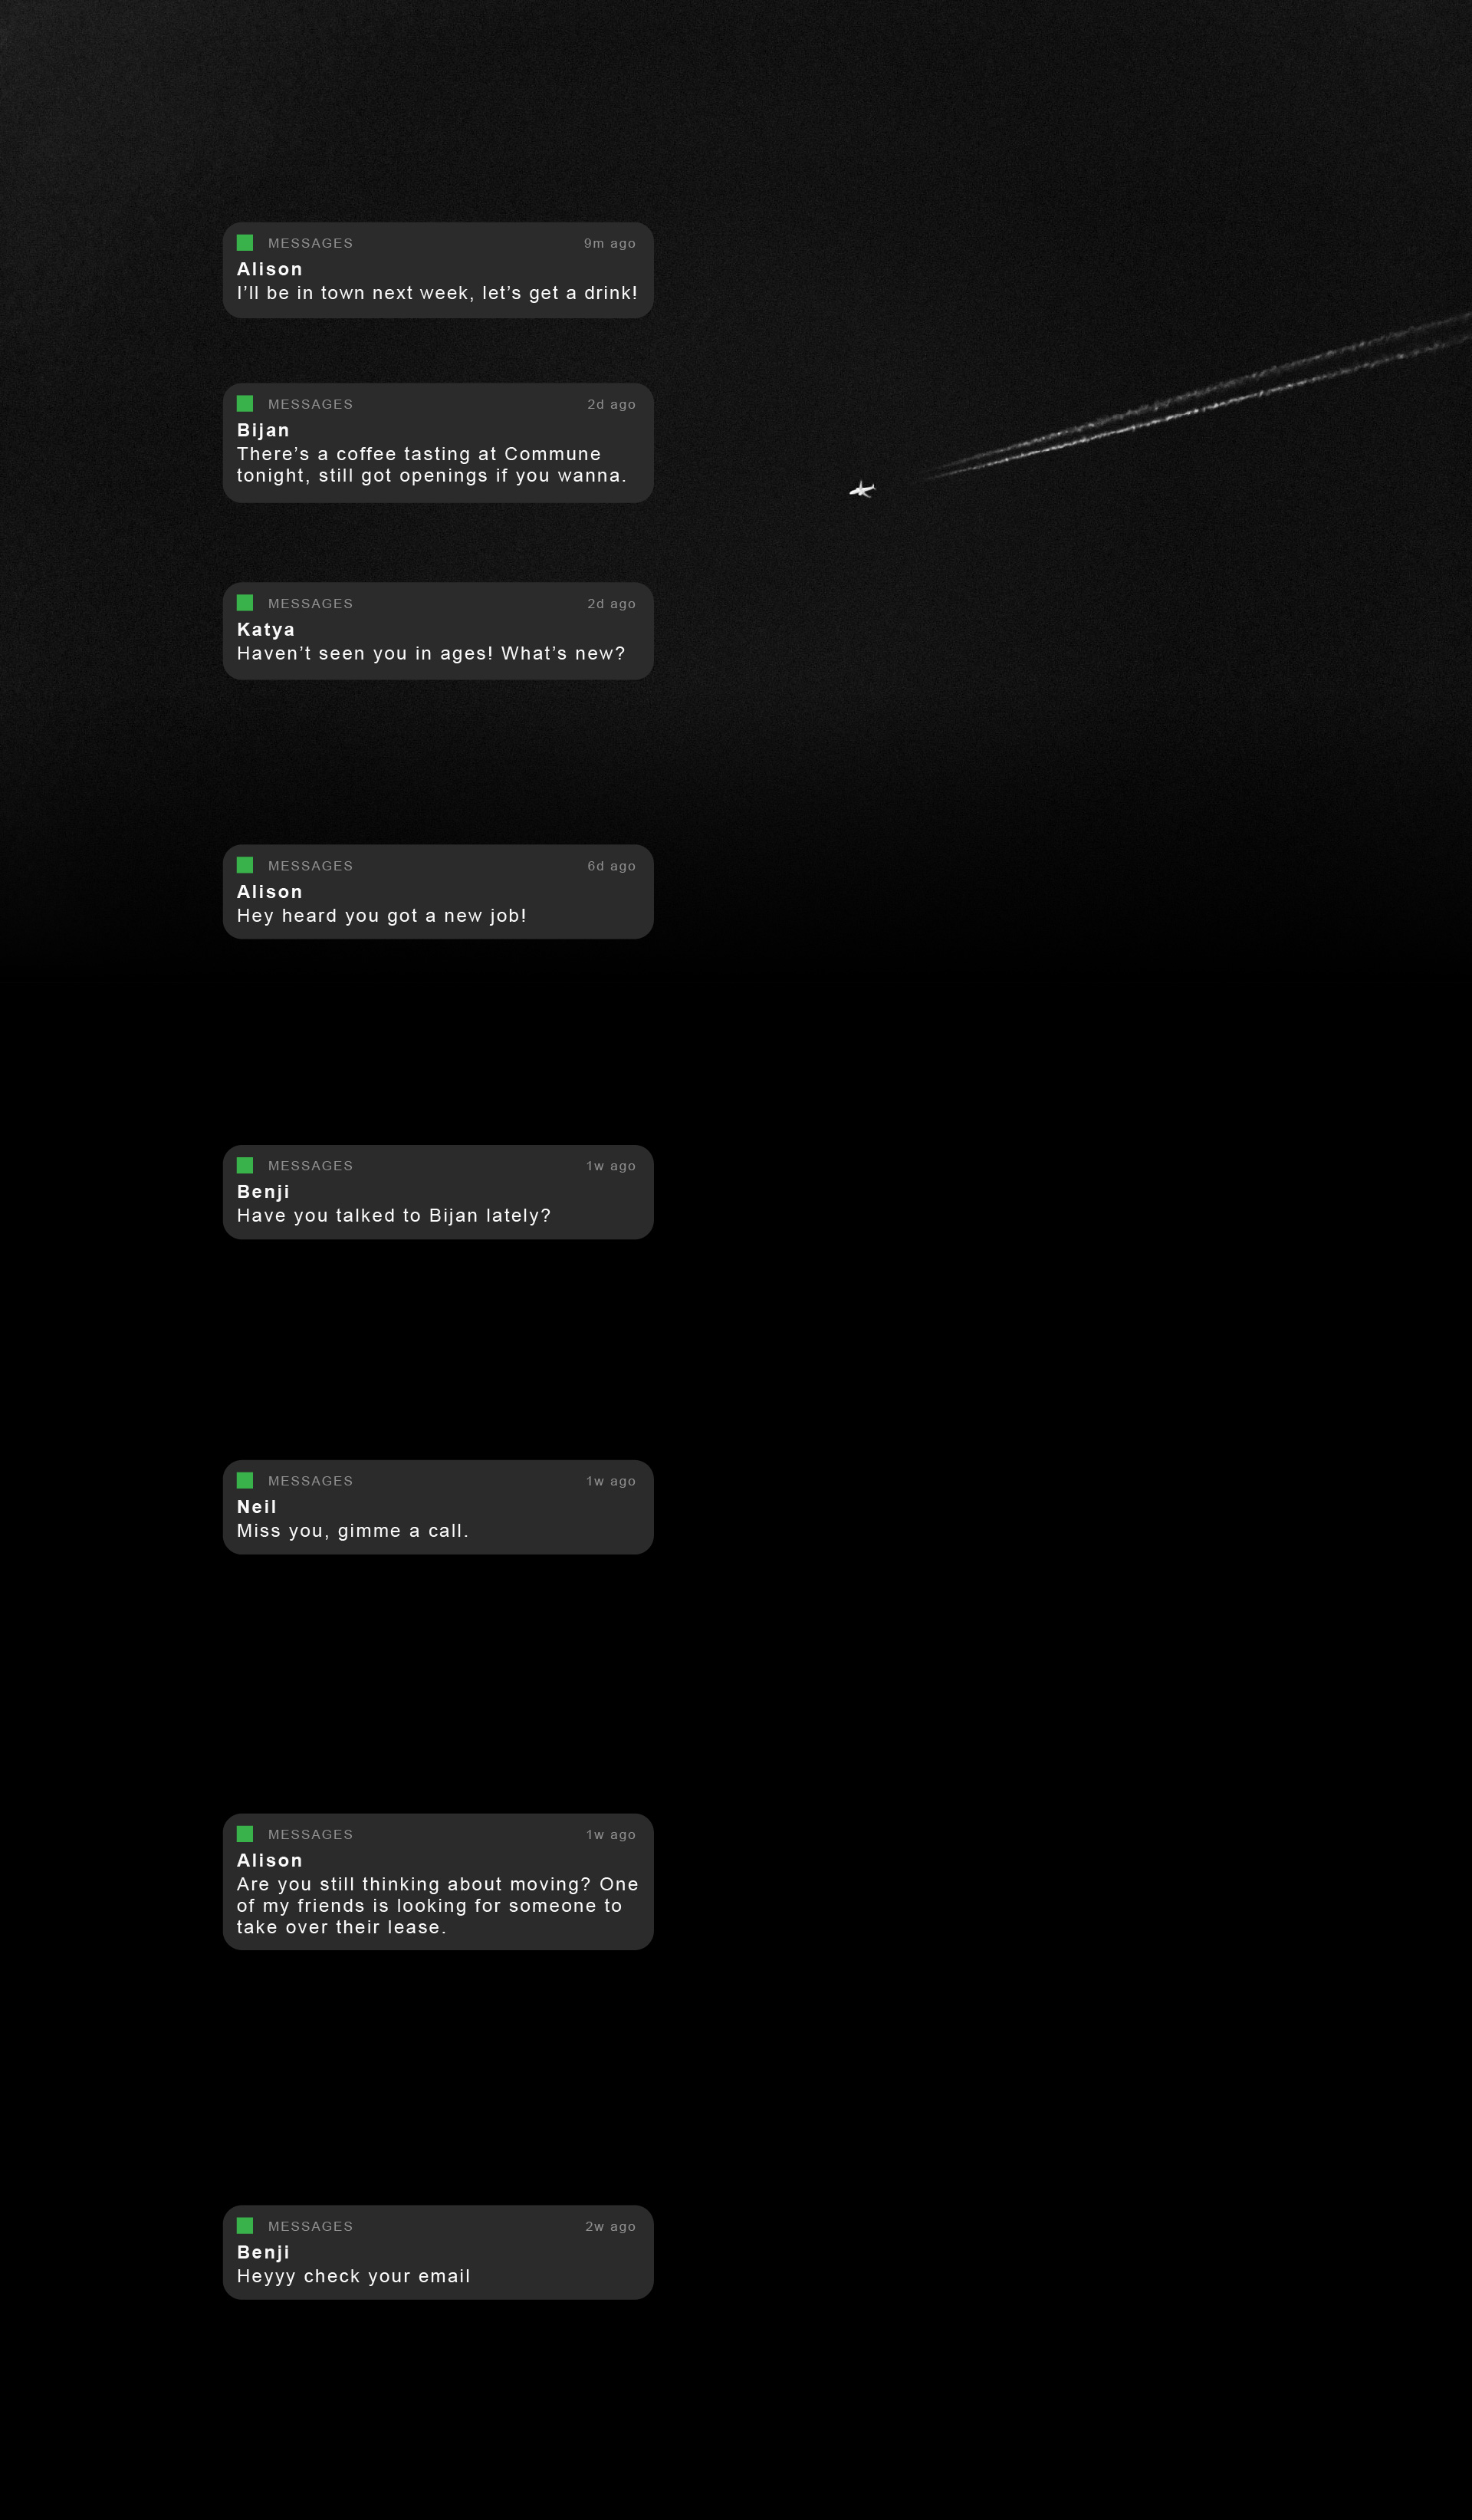 MESSAGES 9m ago
Alison
I’ll be in town next week, let’s get a drink!
MESSAGES 2d ago
Bijan
There’s a coffee tasting at Commune
tonight, still got openings if you wanna.
MESSAGES 2d ago
Katya
Haven’t seen you in ages! What’s new?
MESSAGES 6d ago
Alison
Hey heard you got a new job!
MESSAGES 1w ago
Benji
Have you talked to Bijan lately?
MESSAGES 1w ago
Neil
Miss you, gimme a call.
MESSAGES 1w ago
Alison
Are you still thinking about moving? One
of my friends is looking for someone to
take over their lease.
MESSAGES 2w ago
Benji
Heyyy check your email